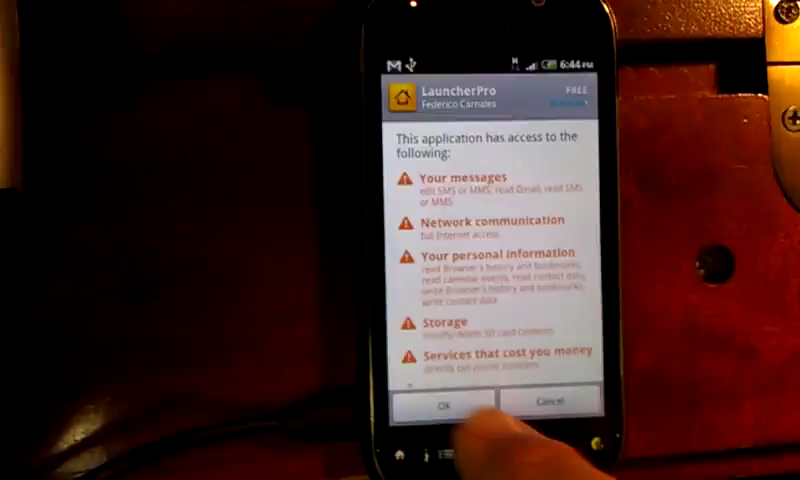 6:44 PM
LauncherPro
FREE
Federico Carnales
This application has access to the
following:
Your messages
edit SMS or MMS, read Gmail, read SMS
or MMS
Network communication
full Internet access
Your personal information
read Browser's history and bookmarks,
read calendar events, read contact data,
write Browser's history and bookmarks,
write contact data
Storage
modify/delete SD card contents
Services that cost you money
directly call phone numbers
OK
Cancel